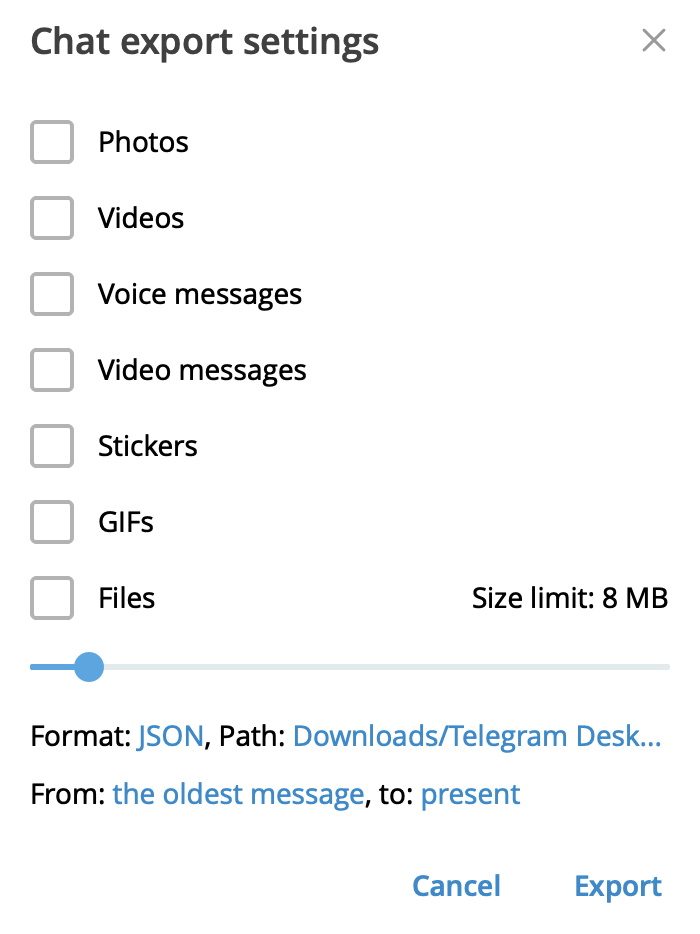 Chat export settings
Photos
Videos
Voice messages
Video messages
Stickers
GIFs
Files Size limit: 8 MB
Format: JSON, Path: Downloads/Telegram Desk...
From: the oldest message, to: present
Cancel Export